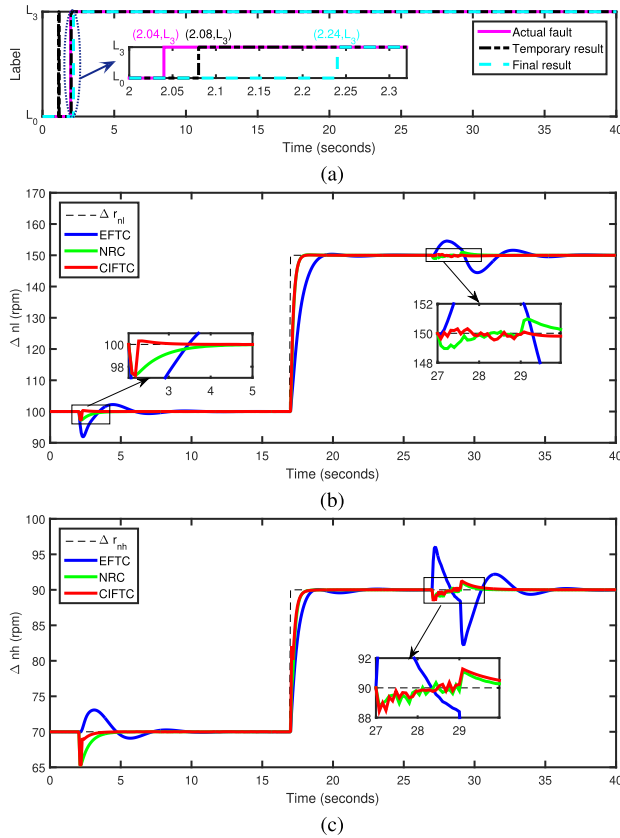 L3
Label
L0
(2.04,L3) (2.08,L3) (2.24,L3)
L3
L0
2 2.05 2.1 2.15 2.2 2.25 2.3
Actual fault
Temporary result
Final result
0 5 10 15 20 25 30 35 40
Time (seconds)
(a)
170
160
150
140
130
120
110
100
90
Δ nl (rpm)
Δ r_nl
EFTC
NRC
CIFTC
100
98
3 4 5
152
150
148
27 28 29
0 5 10 15 20 25 30 35 40
Time (seconds)
(b)
100
95
90
85
80
75
70
65
Δ nh (rpm)
Δ r_nh
EFTC
NRC
CIFTC
92
90
88
27 28 29
0 5 10 15 20 25 30 35 40
Time (seconds)
(c)